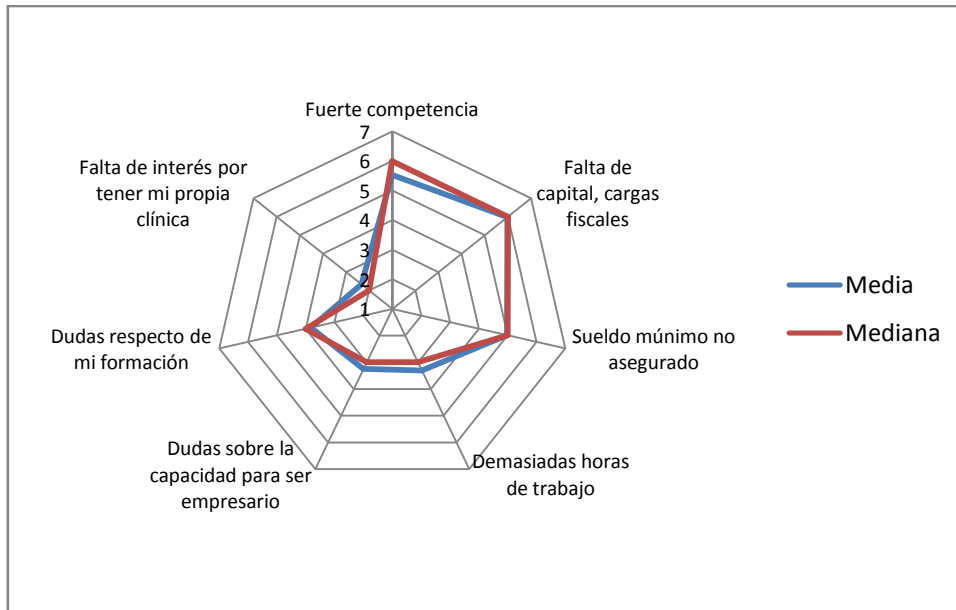 Fuerte competencia
7
6
5
4
3
2
1
Falta de
capital, cargas
fiscales
Sueldo múnimo no
asegurado
Demasiadas horas
de trabajo
Dudas sobre la
capacidad para ser
empresario
Dudas respecto de
mi formación
Falta de interés por
tener mi propia
clínica
Media
Mediana